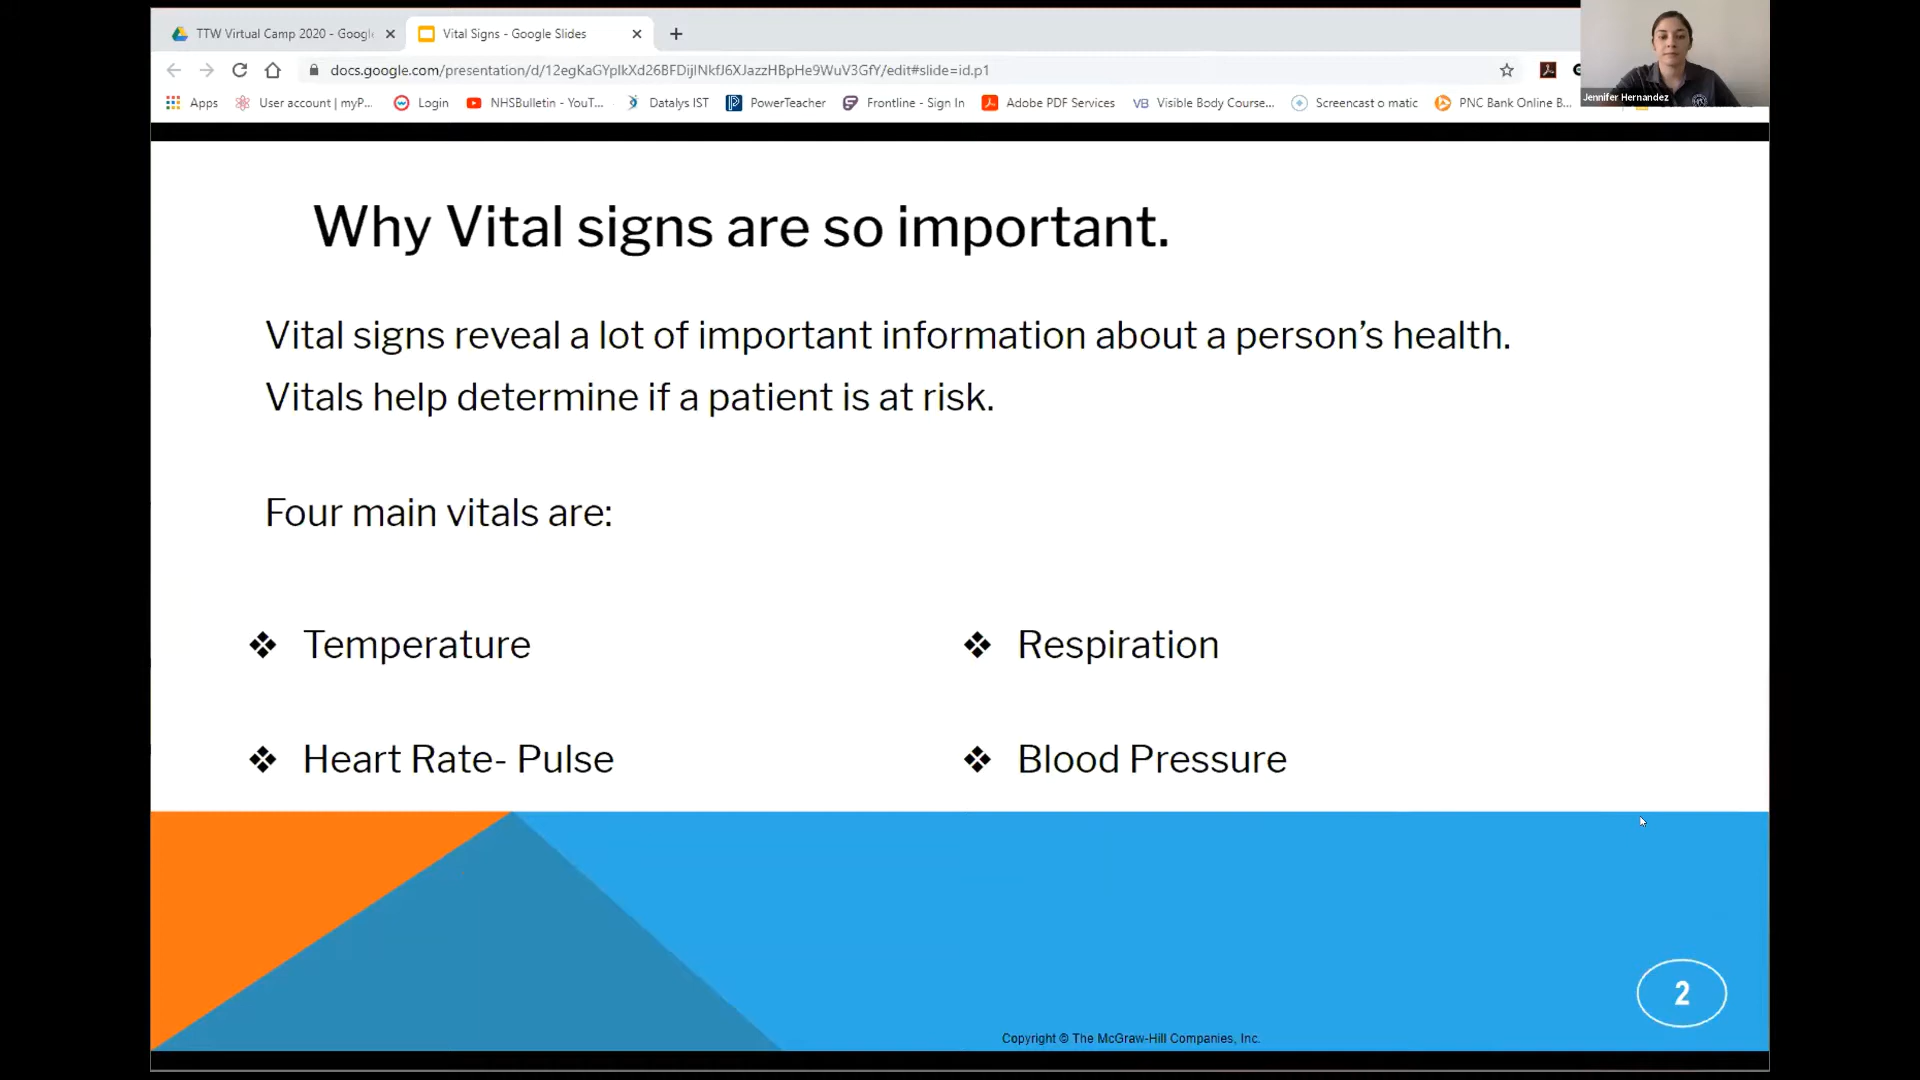 TTW Virtual Camp 2020 - Googl
Vital Signs - Google Slides
docs.google.com/presentation/d/12egKaGYplkXd26BFDijlNkfJ6XJazzHBpHe9WuV3GfY/edit#slide=id.p1
Apps
User account | myP...
Login
NHSBulletin - YouT...
Datalys IST
PowerTeacher
Frontline - Sign In
Adobe PDF Services
VB Visible Body Course...
Screencast o matic
PNC Bank Online B...
Jennifer Hernandez
Why Vital signs are so important.
Vital signs reveal a lot of important information about a person’s health.
Vitals help determine if a patient is at risk.
Four main vitals are:
❖ Temperature
❖ Respiration
❖ Heart Rate- Pulse
❖ Blood Pressure
2
Copyright © The McGraw-Hill Companies, Inc.